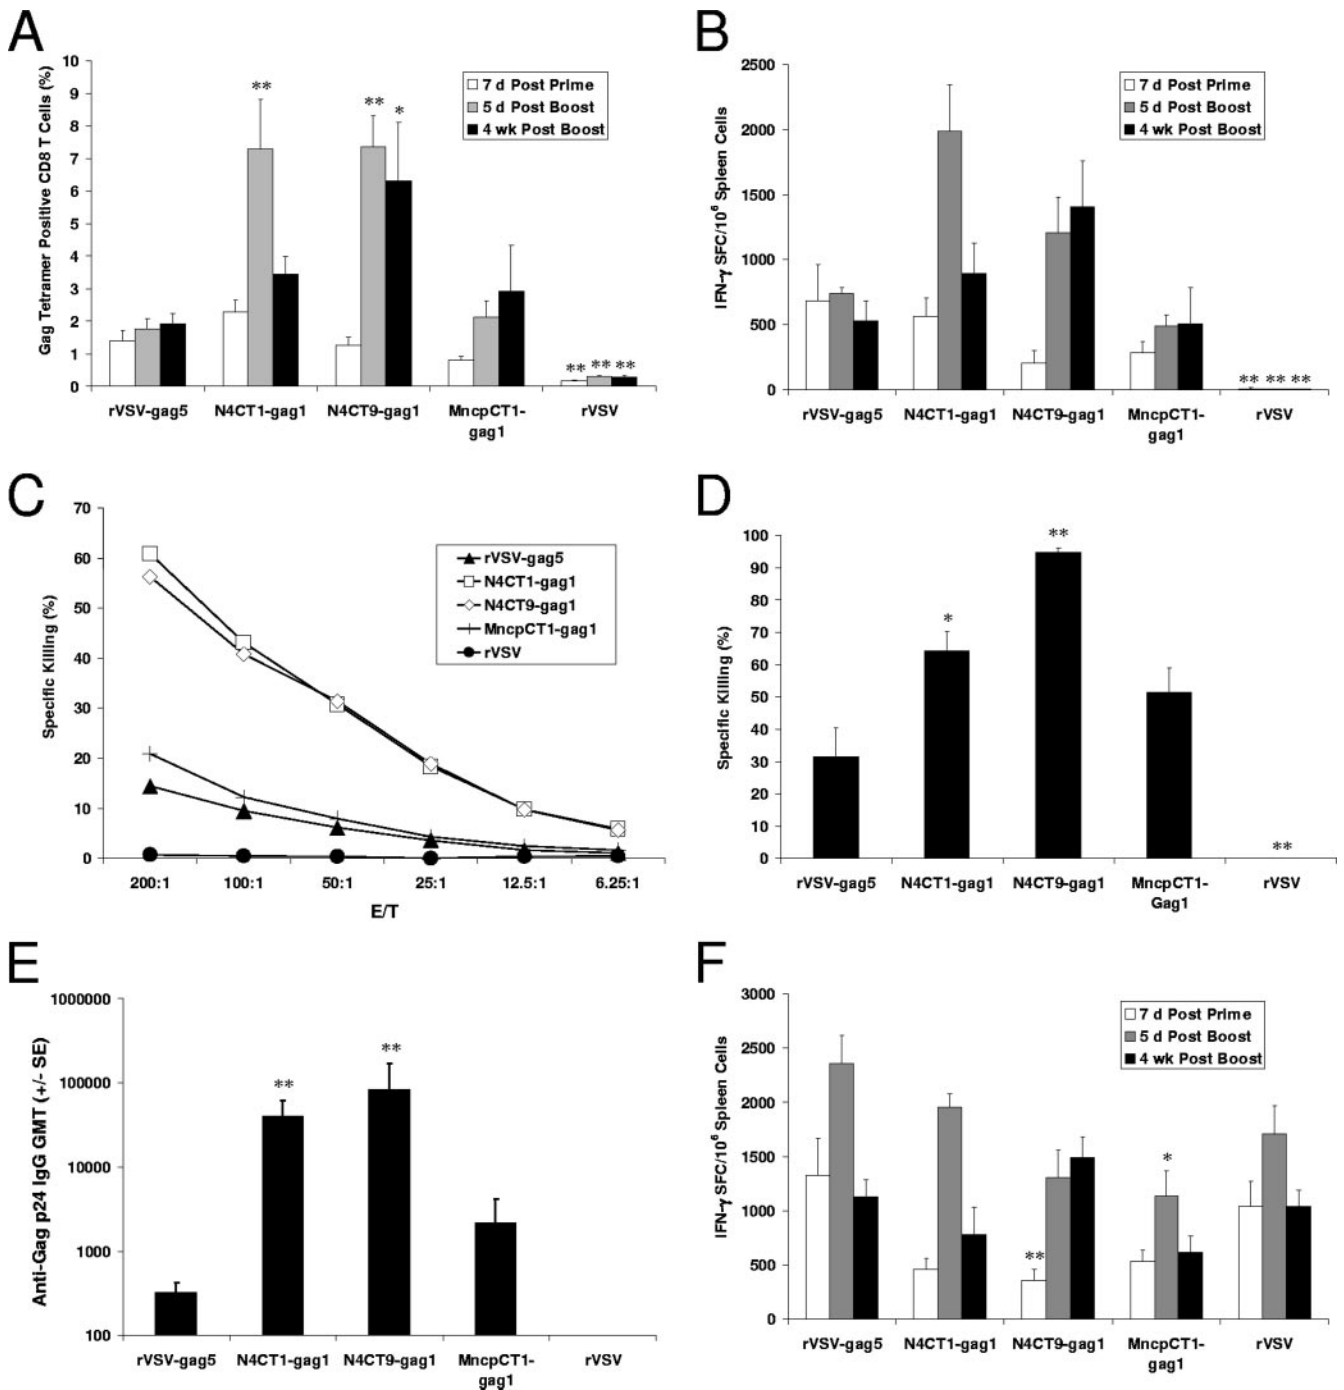 A
Gag Tetramer Positive CD8 T Cells (%)
10
9
8
7
6
5
4
3
2
1
0
7 d Post Prime
5 d Post Boost
4 wk Post Boost
**
**
*
** ** **
rVSV-gag5 N4CT1-gag1 N4CT9-gag1 MncpCT1- rVSV
gag1
B
IFN-γ SFC/10⁶ Spleen Cells
2500
2000
1500
1000
500
0
7 d Post Prime
5 d Post Boost
4 wk Post Boost
** ** **
rVSV-gag5 N4CT1-gag1 N4CT9-gag1 MncpCT1- rVSV
gag1
C
Specific Killing (%)
70
60
50
40
30
20
10
0
rVSV-gag5
N4CT1-gag1
N4CT9-gag1
MncpCT1-gag1
rVSV
200:1 100:1 50:1 25:1 12.5:1 6.25:1
E/T
D
Specific Killing (%)
100
90
80
70
60
50
40
30
20
10
0
*
**
**
rVSV-gag5 N4CT1-gag1 N4CT9-gag1 MncpCT1- rVSV
Gag1
E
Anti-Gag p24 IgG GMT (+/- SE)
1000000
100000
10000
1000
100
**
**
rVSV-gag5 N4CT1-gag1 N4CT9-gag1 MncpCT1- rVSV
gag1
F
IFN-γ SFC/10⁶ Spleen Cells
3000
2500
2000
1500
1000
500
0
7 d Post Prime
5 d Post Boost
4 wk Post Boost
**
*
rVSV-gag5 N4CT1-gag1 N4CT9-gag1 MncpCT1- rVSV
gag1